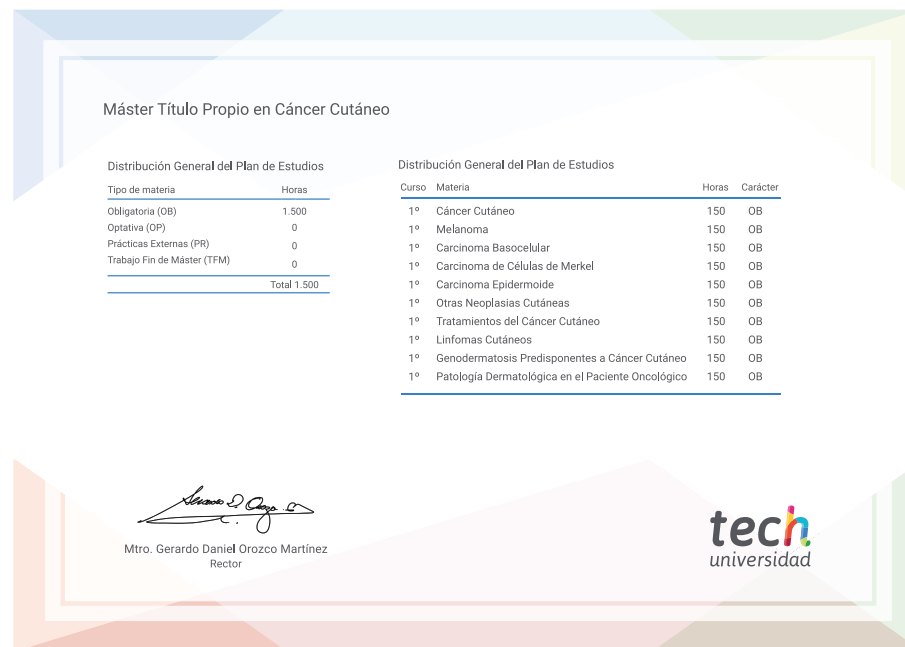 Máster Título Propio en Cáncer Cutáneo
Distribución General del Plan de Estudios
Tipo de materia Horas
Obligatoria (OB) 1.500
Optativa (OP) 0
Prácticas Externas (PR) 0
Trabajo Fin de Máster (TFM) 0
Total 1.500
Distribución General del Plan de Estudios
Curso Materia Horas Carácter
1º Cáncer Cutáneo 150 OB
1º Melanoma 150 OB
1º Carcinoma Basocelular 150 OB
1º Carcinoma de Células de Merkel 150 OB
1º Carcinoma Epidermoide 150 OB
1º Otras Neoplasias Cutáneas 150 OB
1º Tratamientos del Cáncer Cutáneo 150 OB
1º Linfomas Cutáneos 150 OB
1º Genodermatosis Predisponentes a Cáncer Cutáneo 150 OB
1º Patología Dermatológica en el Paciente Oncológico 150 OB
Mtro. Gerardo Daniel Orozco Martínez
Rector
tech
universidad